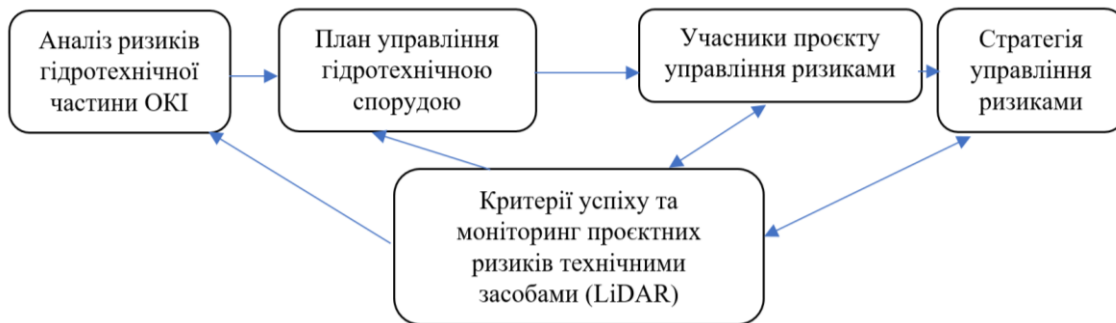 Аналіз ризиків
гідротехнічної
частини ОКІ
План управління
гідротехнічною
спорудою
Учасники проєкту
управління ризиками
Стратегія
управління
ризиками
Критерії успіху та
моніторинг проєктних
ризиків технічними
засобами (LiDAR)